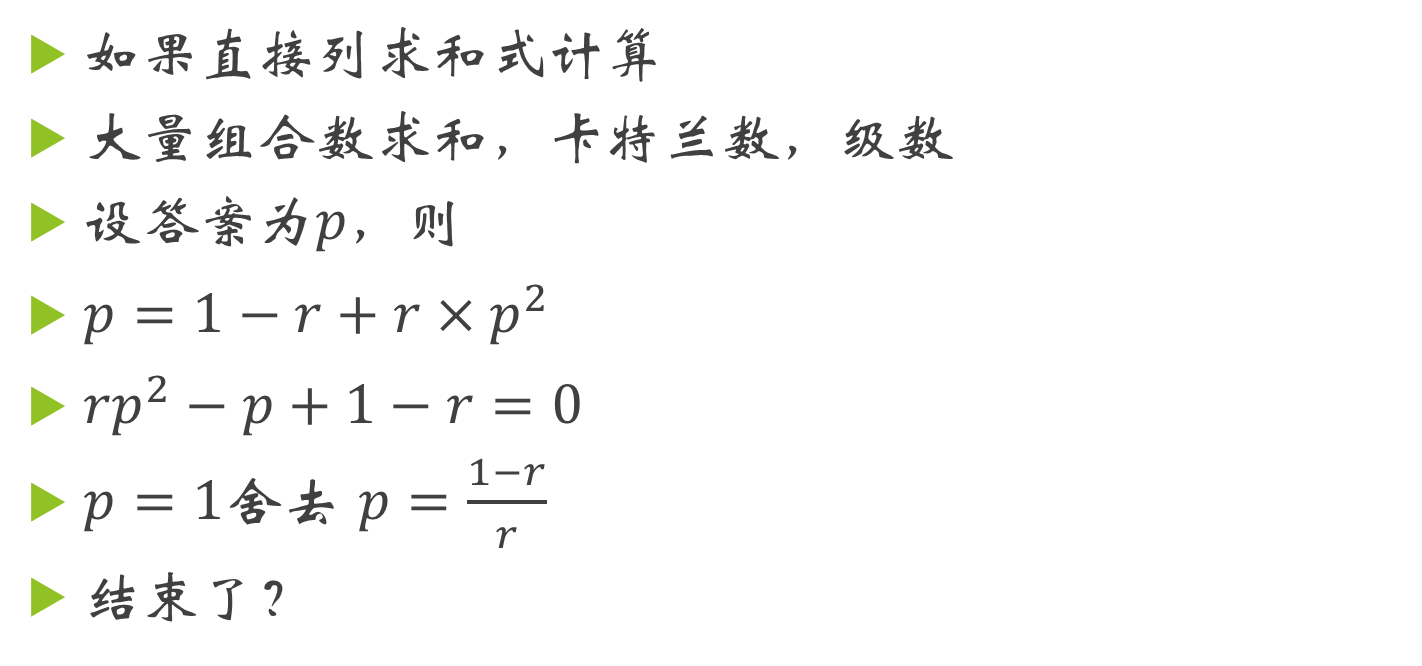 如果直接列求和式计算
大量组合数求和，卡特兰数，级数
设答案为p，则
p = 1 − r + r × p²
rp² − p + 1 − r = 0
p = 1舍去 p = (1−r)/r
结束了？